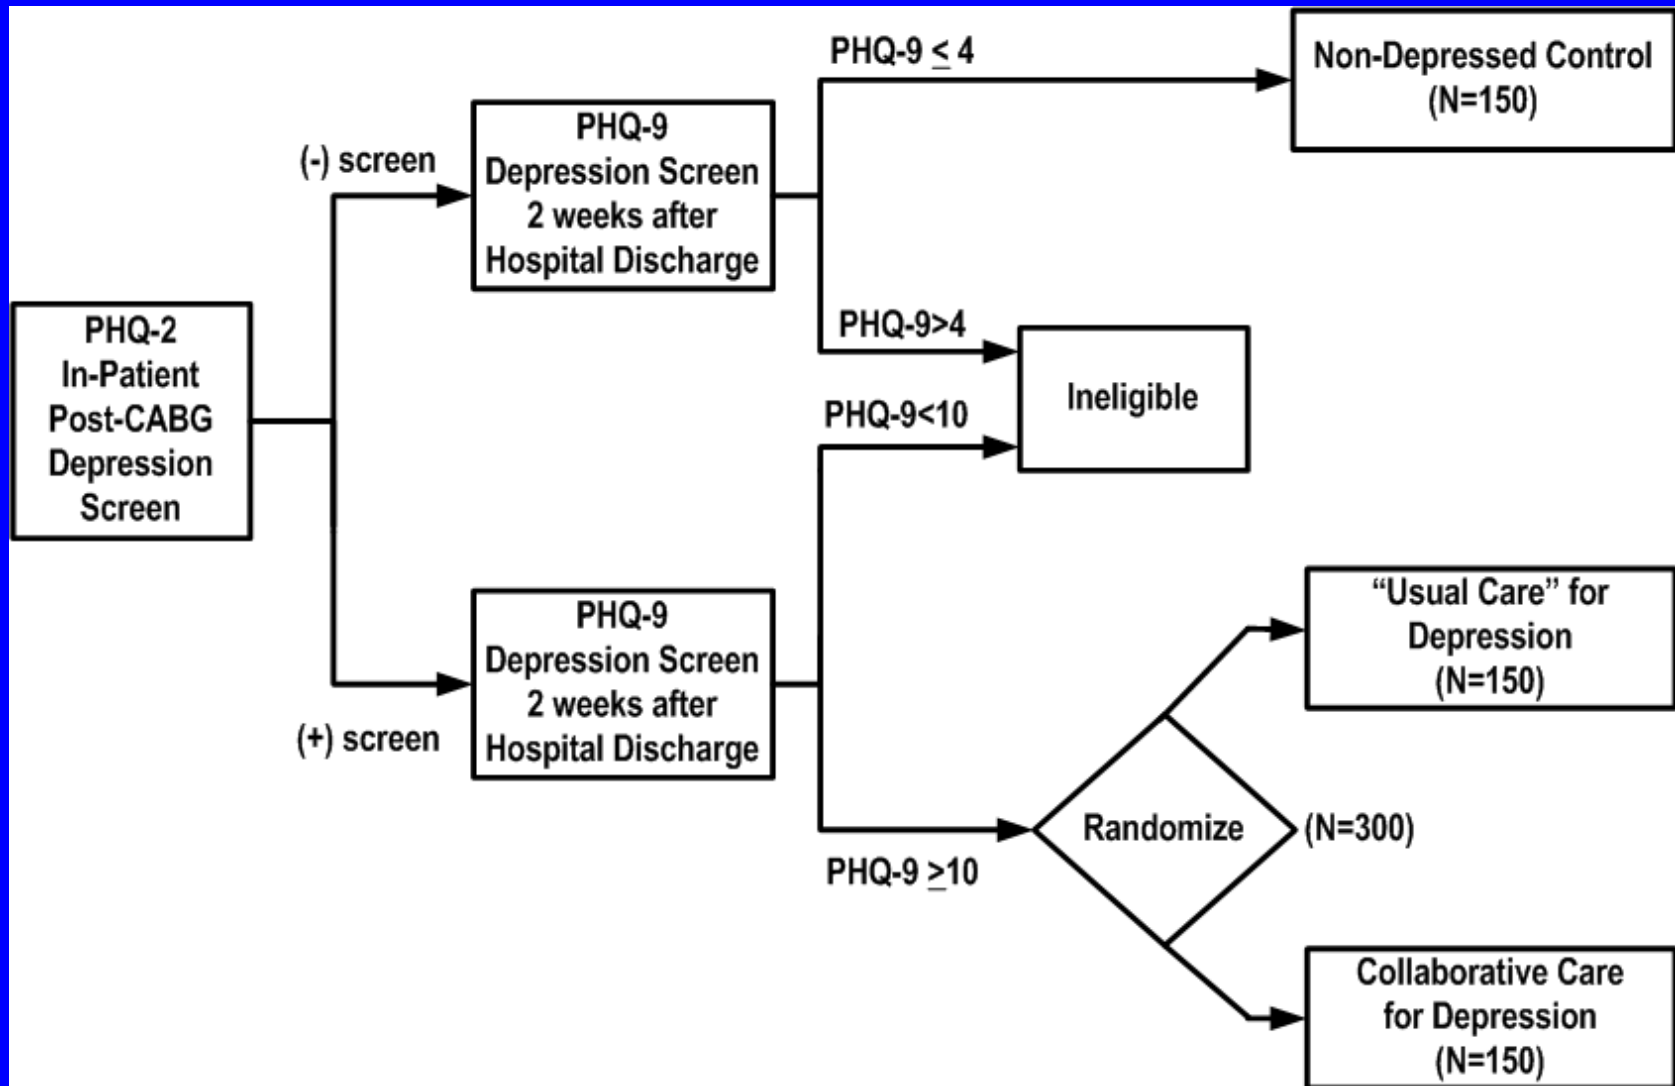 PHQ-2
In-Patient
Post-CABG
Depression
Screen
(-) screen
(+) screen
PHQ-9
Depression Screen
2 weeks after
Hospital Discharge
PHQ-9 ≤ 4
PHQ-9>4
Non-Depressed Control
(N=150)
Ineligible
PHQ-9
Depression Screen
2 weeks after
Hospital Discharge
PHQ-9<10
PHQ-9 ≥10
Randomize
(N=300)
“Usual Care” for
Depression
(N=150)
Collaborative Care
for Depression
(N=150)